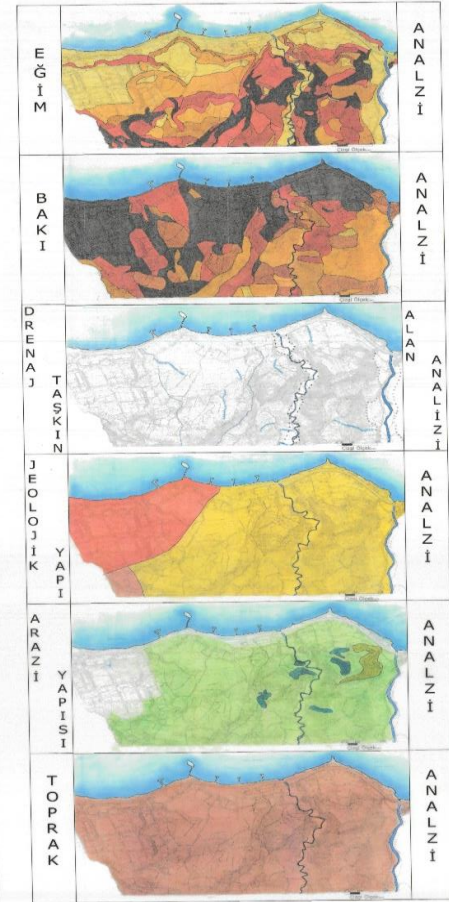 EĞİM
ANALZİ
BAKI
ANALZİ
DRENAJ
TAŞKIN
ALAN
ANALİZİ
JEOLOJİK
YAPI
ANALZİ
ARAZİ
YAPISI
ANALZİ
TOPRAK
ANALZİ